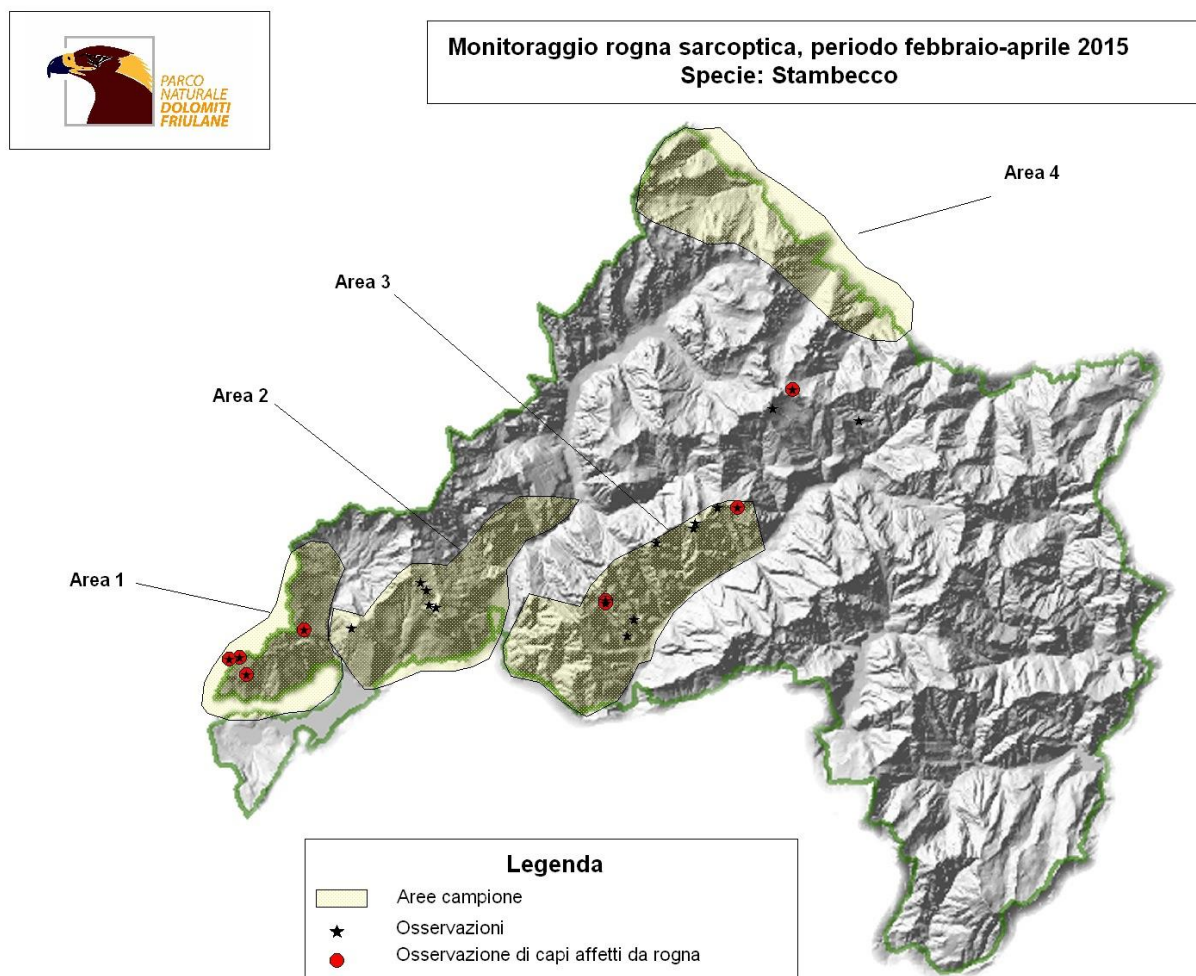 PARCO
NATURALE
DOLOMITI
FRIULANE
Monitoraggio rogna sarcoptica, periodo febbraio-aprile 2015
Specie: Stambecco
Area 4
Area 3
Area 2
Area 1
Legenda
Aree campione
Osservazioni
Osservazione di capi affetti da rogna